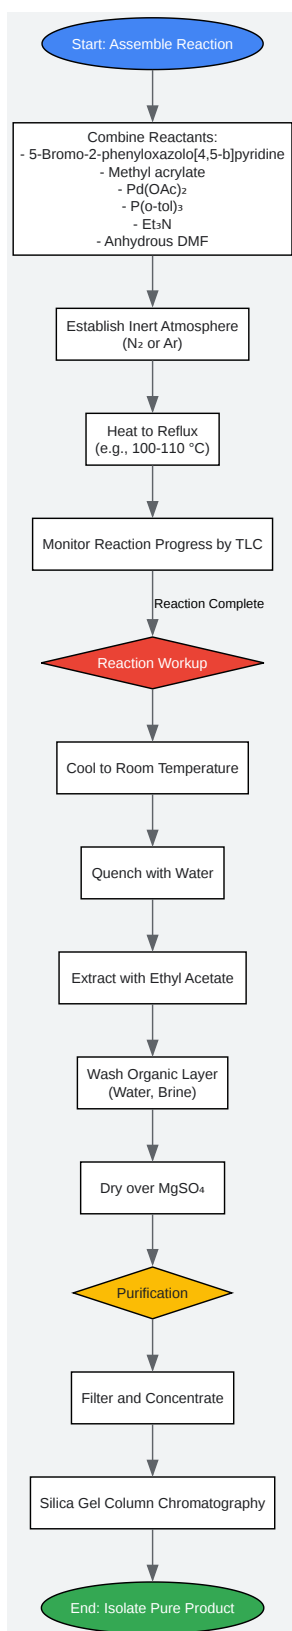 Start: Assemble Reaction
Combine Reactants:
- 5-Bromo-2-phenyloxazolo[4,5-b]pyridine
- Methyl acrylate
- Pd(OAc)₂
- P(o-tol)₃
- Et₃N
- Anhydrous DMF
Establish Inert Atmosphere
(N₂ or Ar)
Heat to Reflux
(e.g., 100-110 °C)
Monitor Reaction Progress by TLC
Reaction Complete
Reaction Workup
Cool to Room Temperature
Quench with Water
Extract with Ethyl Acetate
Wash Organic Layer
(Water, Brine)
Dry over MgSO₄
Purification
Filter and Concentrate
Silica Gel Column Chromatography
End: Isolate Pure Product